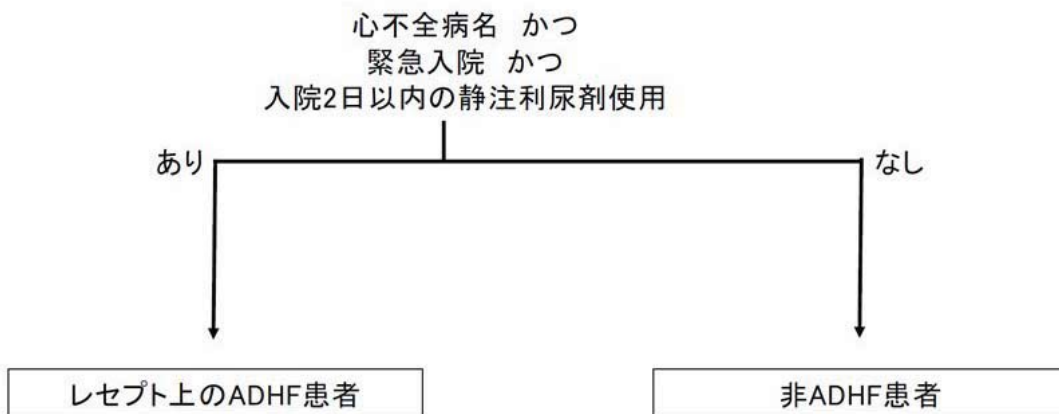 心不全病名　かつ
緊急入院　かつ
入院2日以内の静注利尿剤使用
あり
なし
レセプト上のADHF患者
非ADHF患者